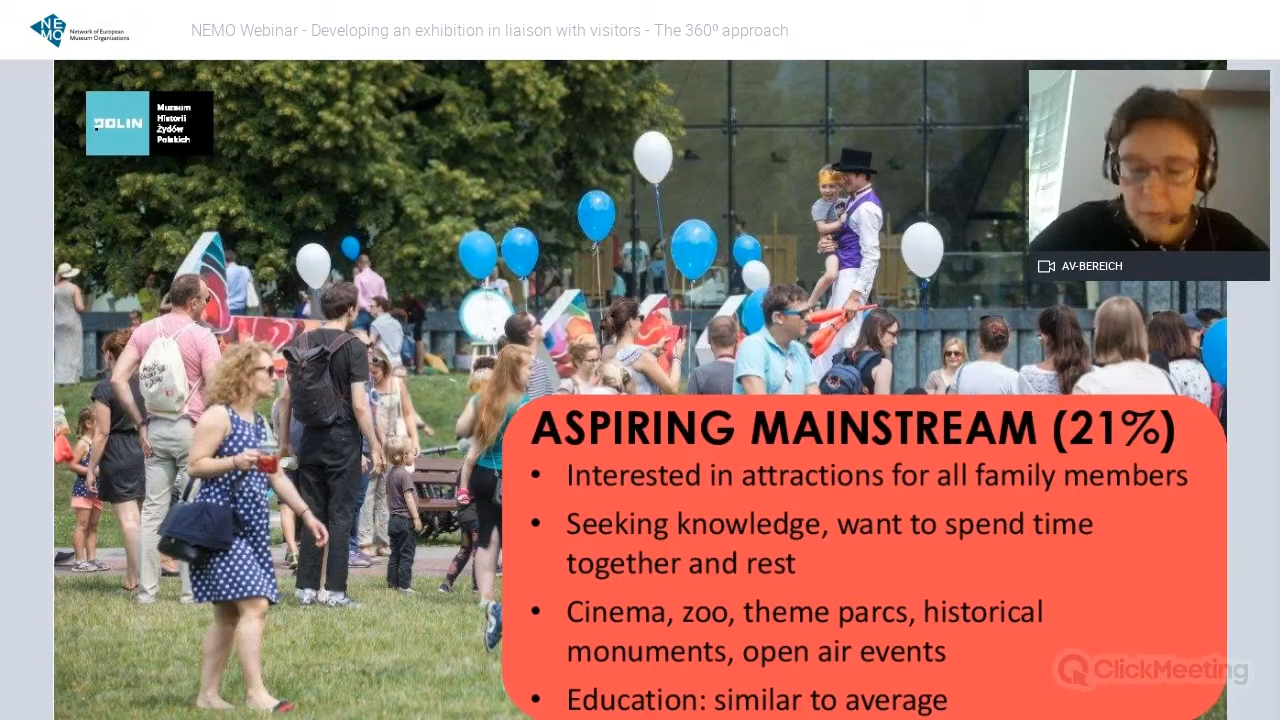 NEMO Webinar - Developing an exhibition in liaison with visitors - The 360º approach
NE
MO
Network of European
Museum Organisations
POLIN
Muzeum
Historii
Żydów
Polskich
AV-BEREICH
ASPIRING MAINSTREAM (21%)
• Interested in attractions for all family members
• Seeking knowledge, want to spend time
together and rest
• Cinema, zoo, theme parcs, historical
monuments, open air events
• Education: similar to average
ClickMeeting